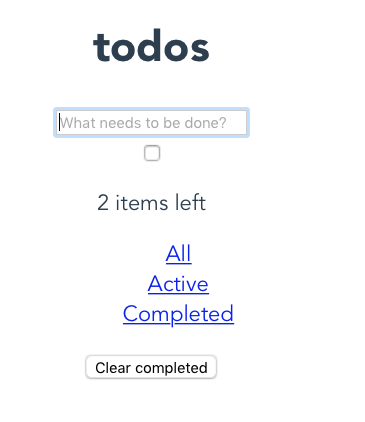 todos
What needs to be done?
2 items left
All
Active
Completed
Clear completed